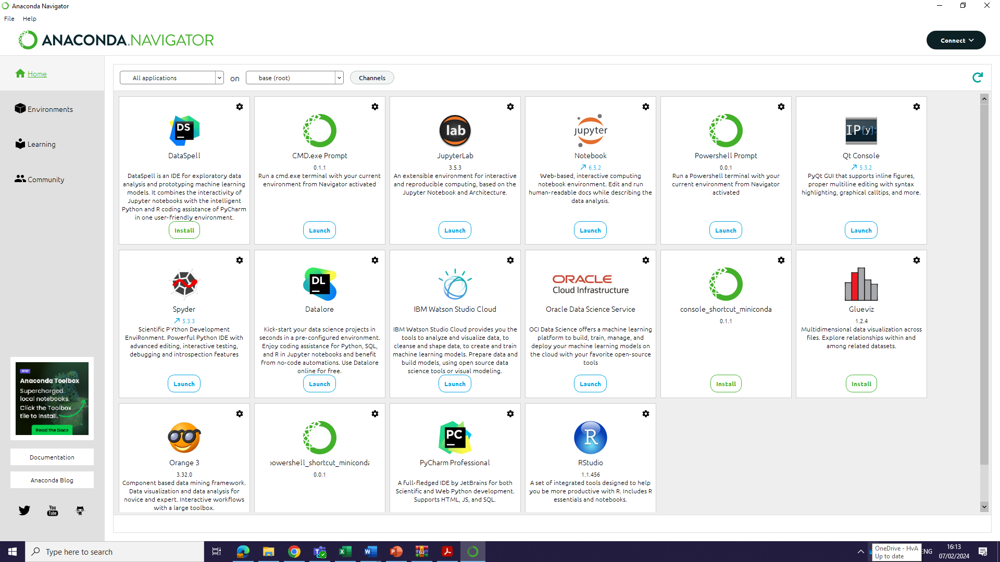 Anaconda Navigator
File Help
ANACONDA.NAVIGATOR
Connect
Home
Environments
Learning
Community
All applications on base (root) Channels
DS
DataSpell
DataSpell is an IDE for exploratory data
analysis and prototyping machine learning
models. It combines the interactivity of
Jupyter notebooks with the intelligent
Python and R coding assistance of PyCharm
in one user-friendly environment.
Install
CMD.exe Prompt
0.1.1
Run a cmd.exe terminal with your current
environment from Navigator activated
Launch
lab
JupyterLab
3.5.3
An extensible environment for interactive
and reproducible computing, based on the
Jupyter Notebook and Architecture.
Launch
jupyter
Notebook
6.5.2
Web-based, interactive computing
notebook environment. Edit and run
human-readable docs while describing the
data analysis.
Launch
Powershell Prompt
0.0.1
Run a Powershell terminal with your
current environment from Navigator
activated
Launch
IP[y]:
Qt Console
5.3.2
PyQt GUI that supports inline figures,
proper multiline editing with syntax
highlighting, graphical calltips, and more.
Launch
Spyder
5.3.3
Scientific PYthon Development
EnviRonment. Powerful Python IDE with
advanced editing, interactive testing,
debugging and introspection features
Launch
DL
Datalore
Kick-start your data science projects in
seconds in a pre-configured environment.
Enjoy coding assistance for Python, SQL,
and R in Jupyter notebooks and benefit
from no-code automations. Use Datalore
online for free.
Launch
IBM Watson Studio Cloud
IBM Watson Studio Cloud provides you the
tools to analyze and visualize data, to
cleanse and shape data, to create and train
machine learning models. Prepare data and
build models, using open source data
science tools or visual modeling.
Launch
ORACLE
Cloud Infrastructure
Oracle Data Science Service
OCI Data Science offers a machine learning
platform to build, train, manage, and
deploy your machine learning models on
the cloud with your favorite open-source
tools
Launch
console_shortcut_miniconda
0.1.1
Install
Glueviz
1.2.4
Multidimensional data visualization across
files. Explore relationships within and
among related datasets.
Install
Orange 3
3.32.0
Component based data mining framework.
Data visualization and data analysis for
novice and expert. Interactive workflows
with a large toolbox.
powershell_shortcut_miniconda
0.0.1
PC
PyCharm Professional
A full-fledged IDE by JetBrains for both
Scientific and Web Python development.
Supports HTML, JS, and SQL.
R
RStudio
1.1.456
A set of integrated tools designed to help
you be more productive with R. Includes R
essentials and notebooks.
NEW
Anaconda Toolbox
Supercharged
local notebooks.
Click the Toolbox
tile to install.
Read the Docs
Documentation
Anaconda Blog
You
Tube
Type here to search
OneDrive - HvA
Up to date
ENG
16:13
07/02/2024